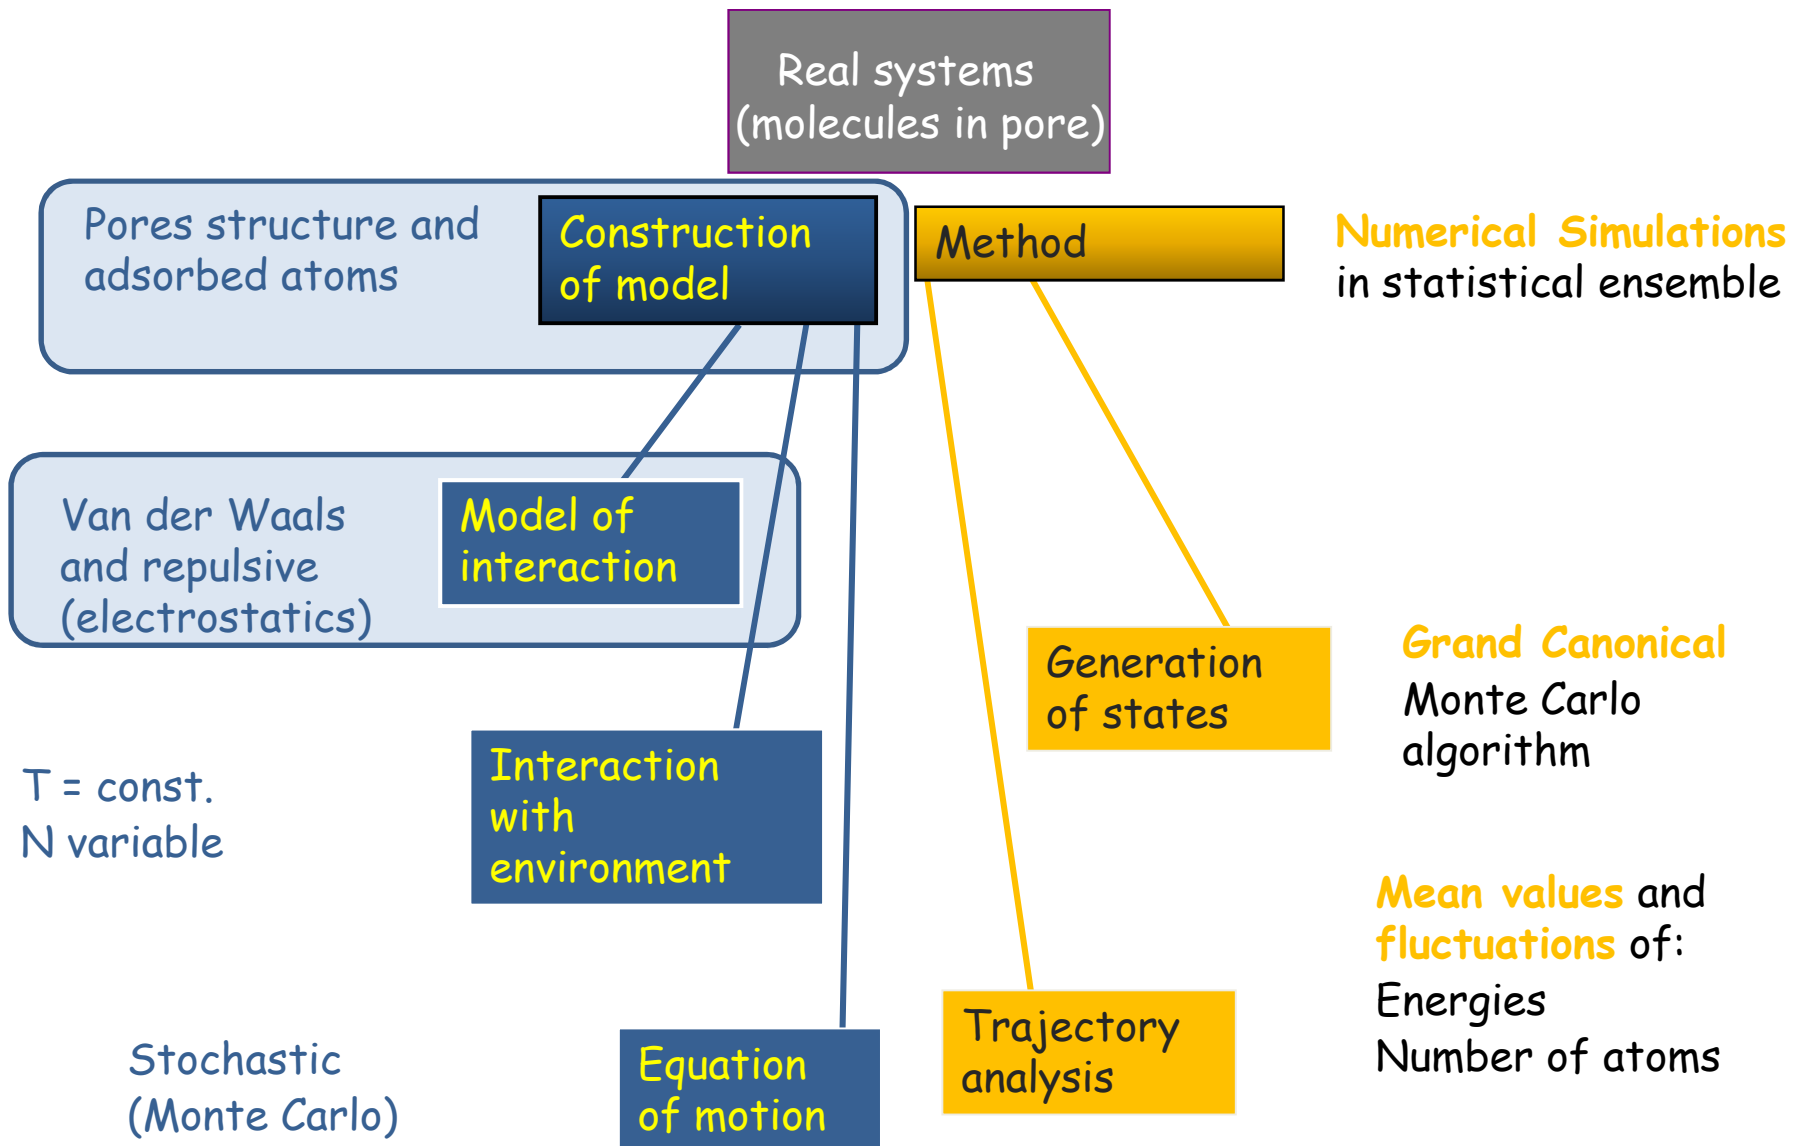 Real systems
(molecules in pore)
Pores structure and
adsorbed atoms
Construction
of model
Method
Numerical Simulations
in statistical ensemble
Van der Waals
and repulsive
(electrostatics)
Model of
interaction
Generation
of states
Grand Canonical
Monte Carlo
algorithm
T = const.
N variable
Interaction
with
environment
Mean values and
fluctuations of:
Energies
Number of atoms
Stochastic
(Monte Carlo)
Equation
of motion
Trajectory
analysis